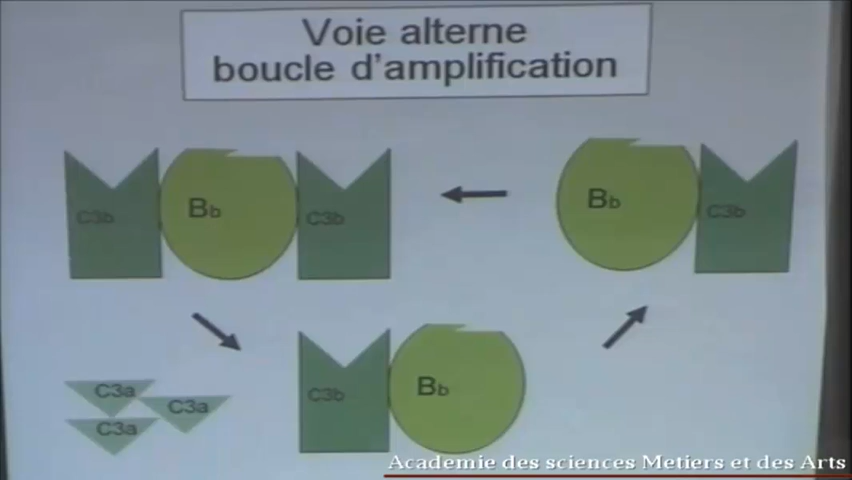 Voie alterne
boucle d'amplification
C3b
Bb
C3b
Bb
C3b
C3b
Bb
C3a
C3a
C3a
Academie des sciences Metiers et des Arts